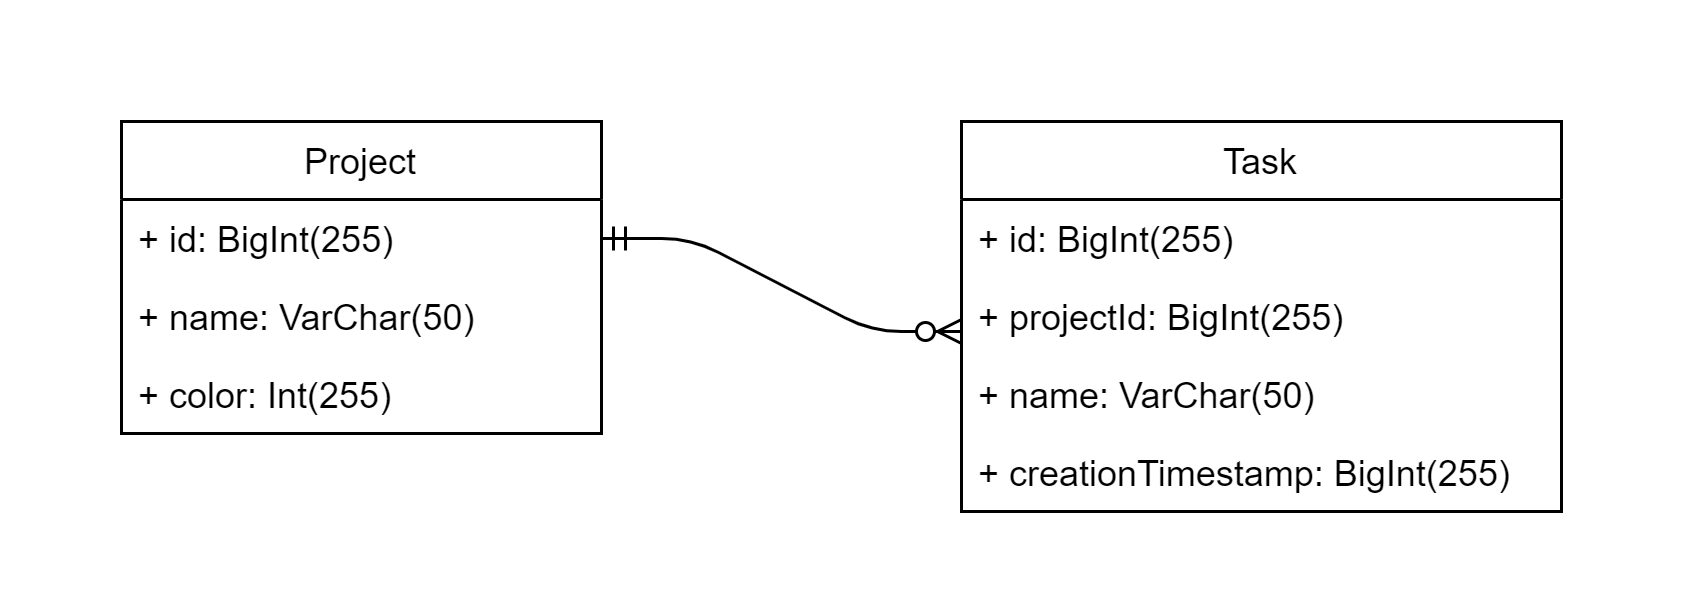 Project
+ id: BigInt(255)
+ name: VarChar(50)
+ color: Int(255)
Task
+ id: BigInt(255)
+ projectId: BigInt(255)
+ name: VarChar(50)
+ creationTimestamp: BigInt(255)